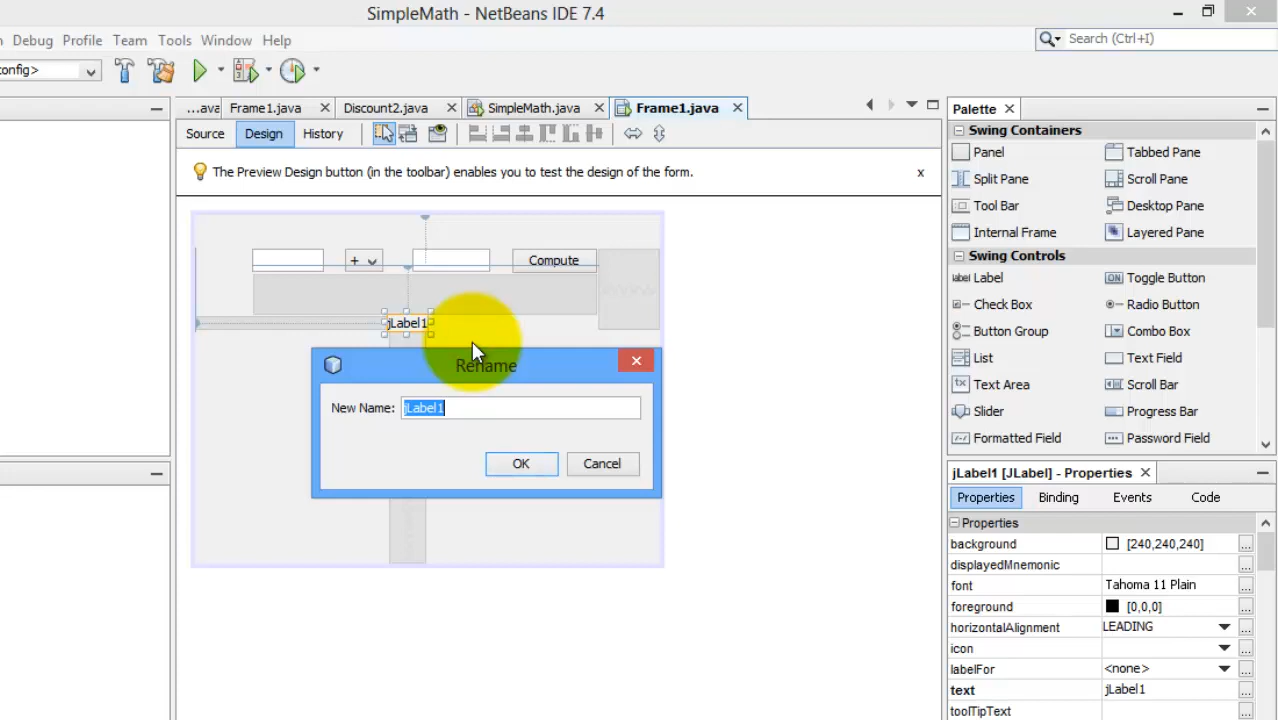 SimpleMath - NetBeans IDE 7.4
Debug Profile Team Tools Window Help
Search (Ctrl+I)
onfig>
...ava Frame1.java Discount2.java SimpleMath.java Frame1.java
Source Design History
The Preview Design button (in the toolbar) enables you to test the design of the form. x
+ Compute
jLabel1
Rename
New Name: jLabel1
OK Cancel
Palette
Swing Containers
Panel Tabbed Pane
Split Pane Scroll Pane
Tool Bar Desktop Pane
Internal Frame Layered Pane
Swing Controls
label Label ON Toggle Button
Check Box Radio Button
Button Group Combo Box
List Text Field
Text Area Scroll Bar
Slider Progress Bar
Formatted Field Password Field
jLabel1 [JLabel] - Properties
Properties Binding Events Code
Properties
background [240,240,240] ...
displayedMnemonic ...
font Tahoma 11 Plain ...
foreground [0,0,0] ...
horizontalAlignment LEADING ...
icon ...
labelFor <none> ...
text jLabel1 ...
toolTipText ...